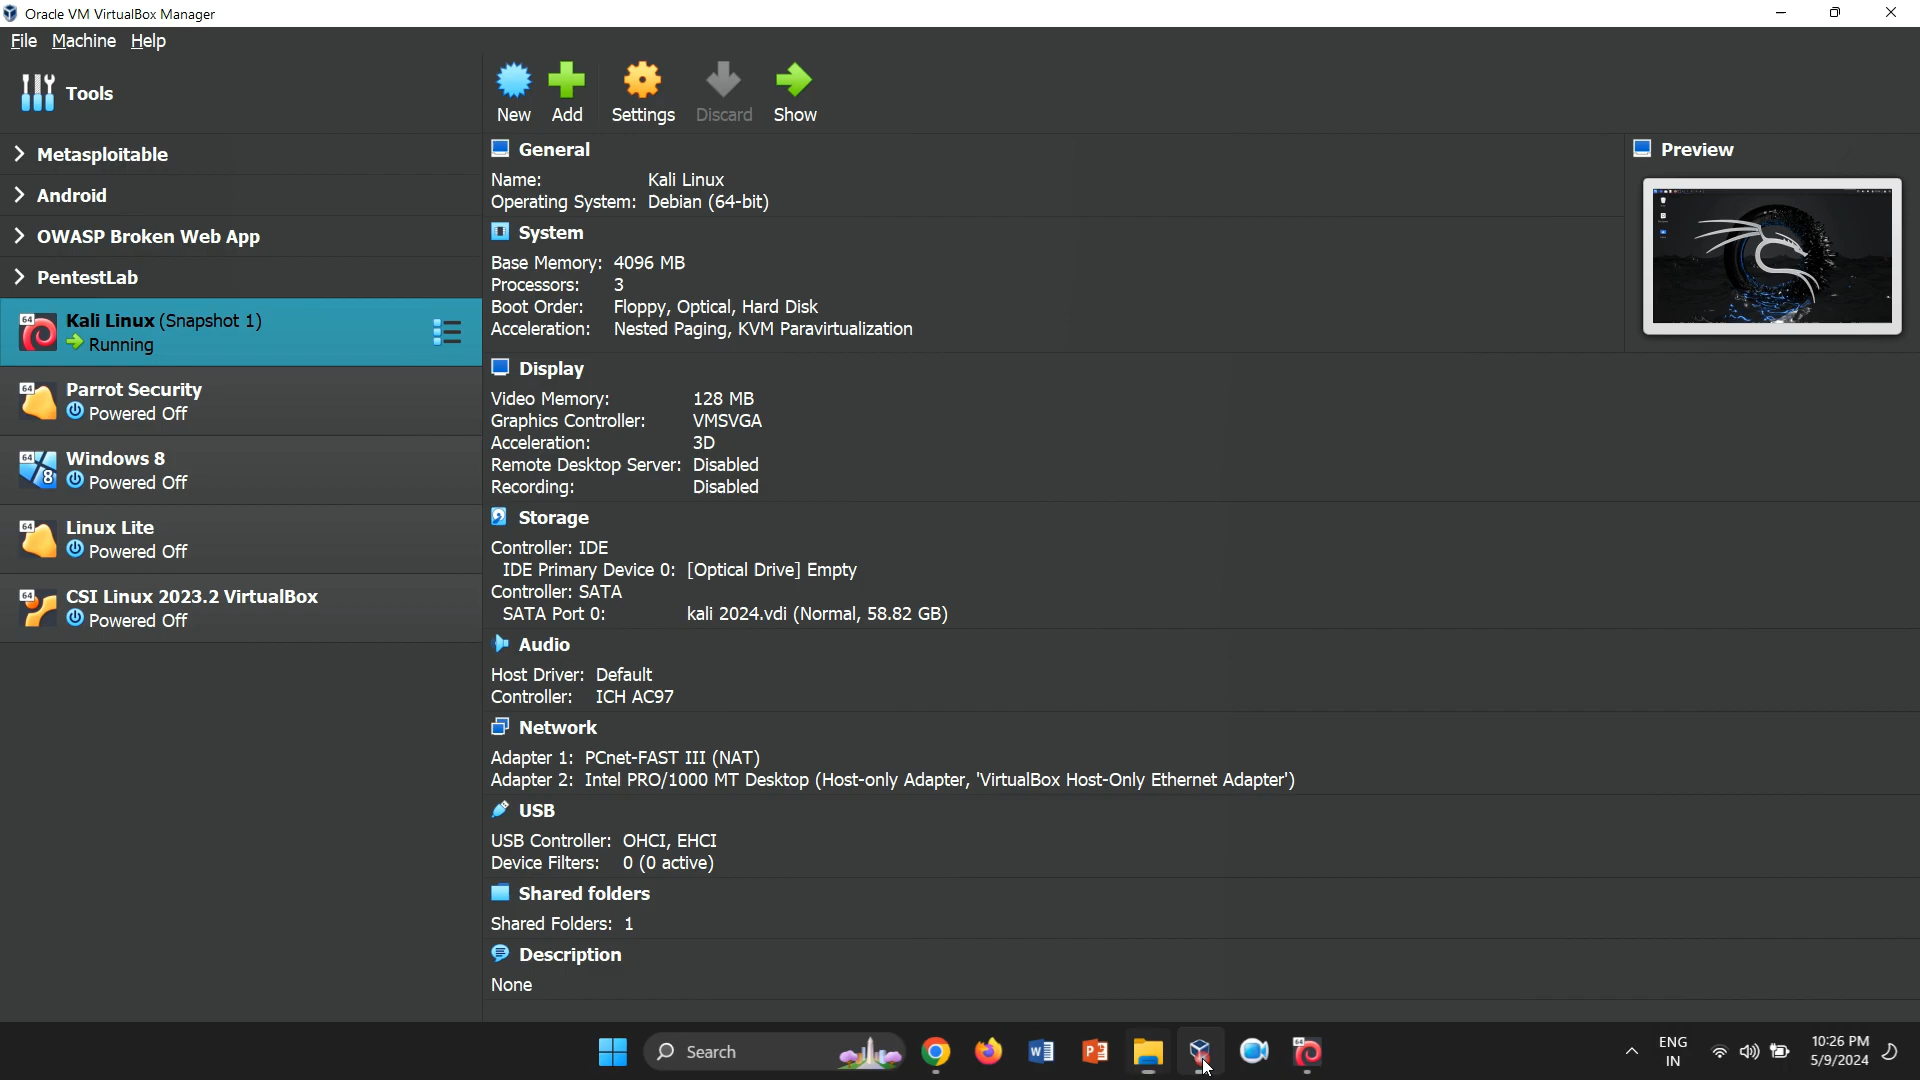 Oracle VM VirtualBox Manager
File Machine Help
Tools
New Add Settings Discard Show
Metasploitable
Android
OWASP Broken Web App
PentestLab
64
Kali Linux (Snapshot 1)
Running
64
Parrot Security
Powered Off
64
8
Windows 8
Powered Off
64
Linux Lite
Powered Off
64
CSI Linux 2023.2 VirtualBox
Powered Off
General
Name: Kali Linux
Operating System: Debian (64-bit)
System
Base Memory: 4096 MB
Processors: 3
Boot Order: Floppy, Optical, Hard Disk
Acceleration: Nested Paging, KVM Paravirtualization
Display
Video Memory: 128 MB
Graphics Controller: VMSVGA
Acceleration: 3D
Remote Desktop Server: Disabled
Recording: Disabled
Storage
Controller: IDE
IDE Primary Device 0: [Optical Drive] Empty
Controller: SATA
SATA Port 0: kali 2024.vdi (Normal, 58.82 GB)
Audio
Host Driver: Default
Controller: ICH AC97
Network
Adapter 1: PCnet-FAST III (NAT)
Adapter 2: Intel PRO/1000 MT Desktop (Host-only Adapter, 'VirtualBox Host-Only Ethernet Adapter')
USB
USB Controller: OHCI, EHCI
Device Filters: 0 (0 active)
Shared folders
Shared Folders: 1
Description
None
Preview
Search
64
ENG
IN
10:26 PM
5/9/2024